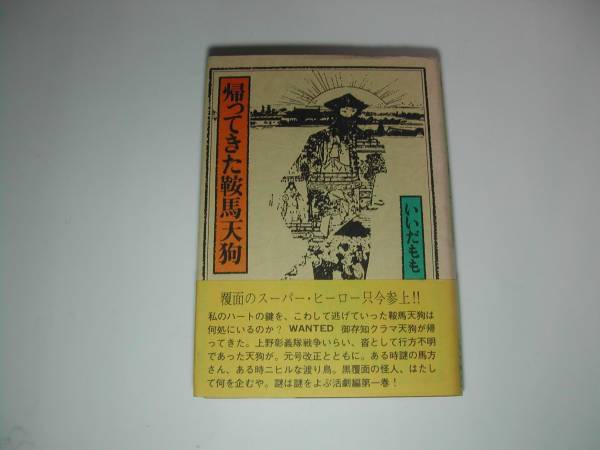 帰ってきた鞍馬天狗
いいだもも
覆面のスーパー・ヒーロー只今参上!!
私のハートの鍵を、こわして逃げていった鞍馬天狗は
何処にいるのか? WANTED 御存知クラマ天狗が帰
ってきた。上野彰義隊戦争いらい、杳として行方不明
であった天狗が。元号改正とともに。ある時謎の馬方
さん、ある時ニヒルな渡り鳥。黒覆面の怪人、はたし
て何を企むや。謎は謎をよぶ活劇編第一巻!